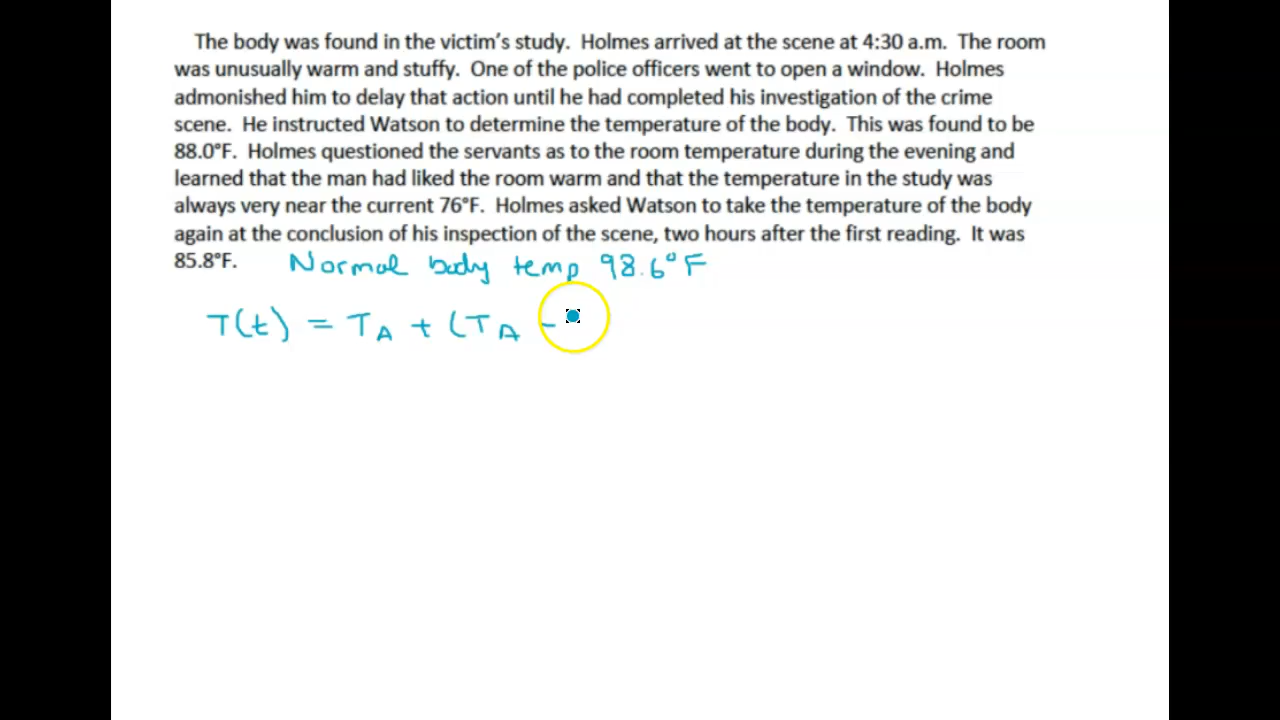 The body was found in the victim's study. Holmes arrived at the scene at 4:30 a.m. The room
was unusually warm and stuffy. One of the police officers went to open a window. Holmes
admonished him to delay that action until he had completed his investigation of the crime
scene. He instructed Watson to determine the temperature of the body. This was found to be
88.0°F. Holmes questioned the servants as to the room temperature during the evening and
learned that the man had liked the room warm and that the temperature in the study was
always very near the current 76°F. Holmes asked Watson to take the temperature of the body
again at the conclusion of his inspection of the scene, two hours after the first reading. It was
85.8°F. Normal body temp 98.6°F
T(t) = TA + (TA -